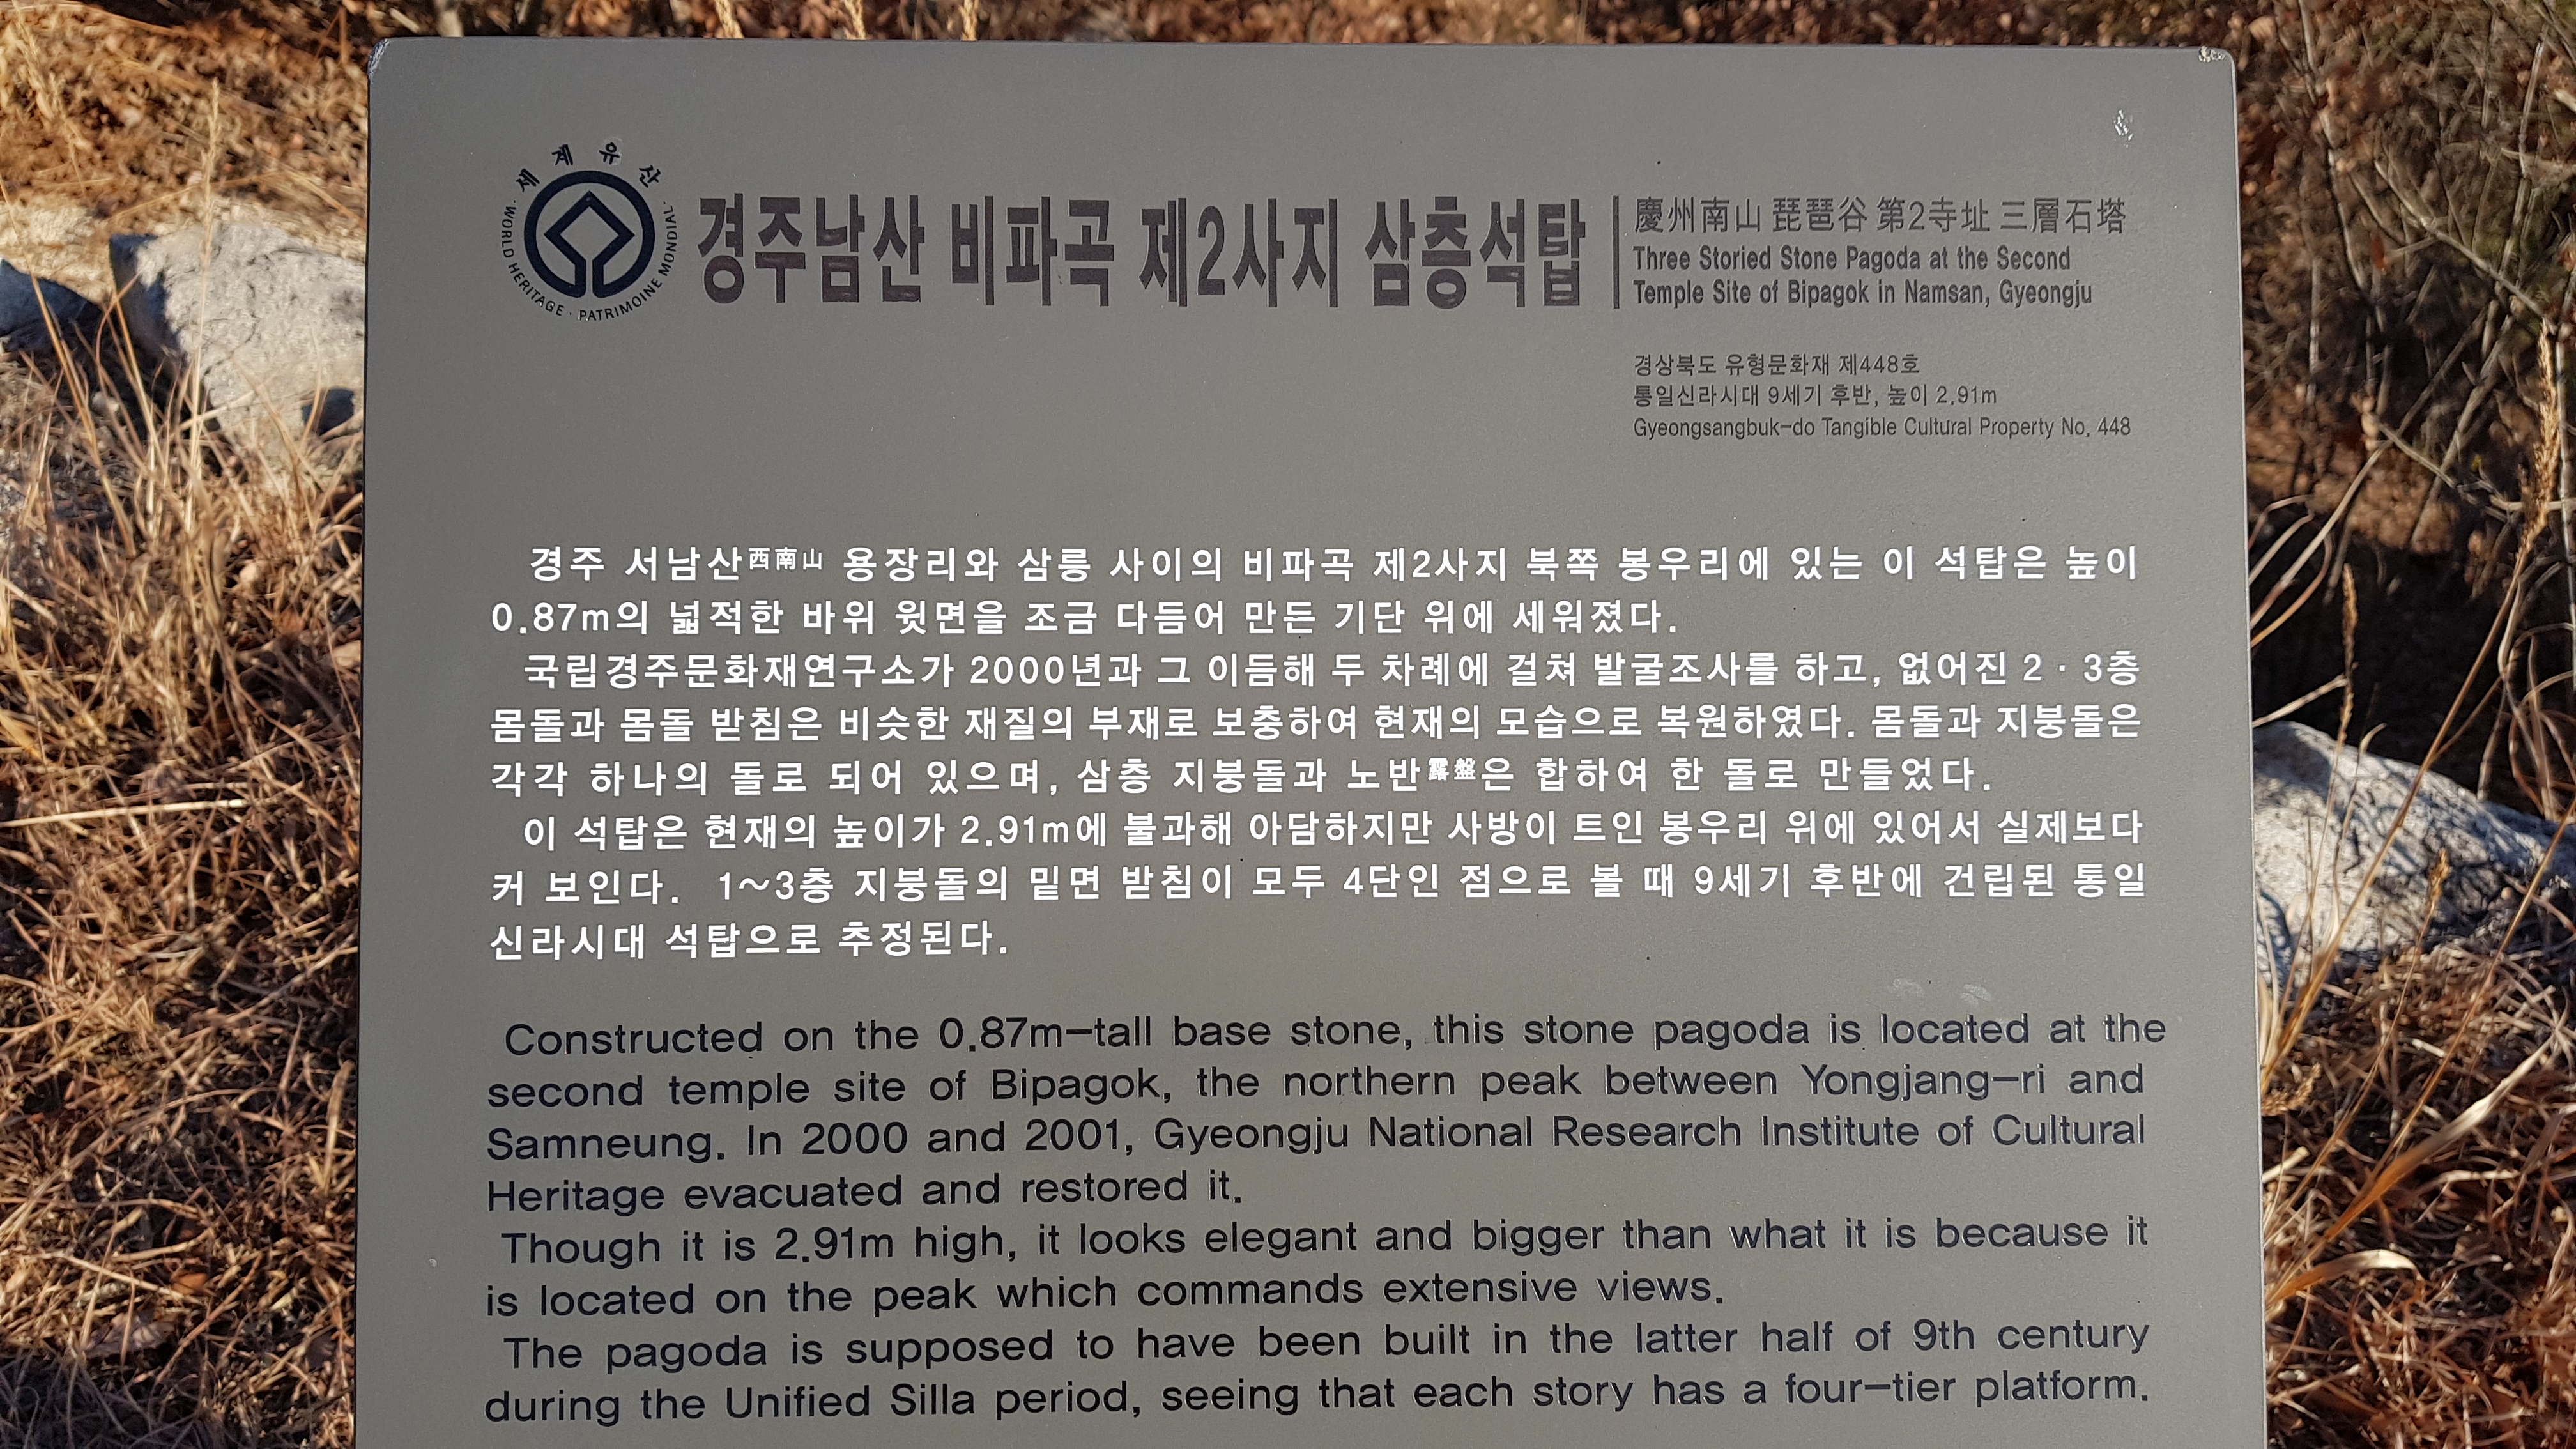 세계유산
· WORLD HERITAGE · PATRIMOINE MONDIAL
경주남산 비파곡 제2사지 삼층석탑
慶州南山 琵琶谷 第2寺址 三層石塔
Three Storied Stone Pagoda at the Second
Temple Site of Bipagok in Namsan, Gyeongju
경상북도 유형문화재 제448호
통일신라시대 9세기 후반, 높이 2.91m
Gyeongsangbuk-do Tangible Cultural Property No. 448
경주 서남산西南山 용장리와 삼릉 사이의 비파곡 제2사지 북쪽 봉우리에 있는 이 석탑은 높이
0.87m의 넓적한 바위 윗면을 조금 다듬어 만든 기단 위에 세워졌다.
국립경주문화재연구소가 2000년과 그 이듬해 두 차례에 걸쳐 발굴조사를 하고, 없어진 2·3층
몸돌과 몸돌 받침은 비슷한 재질의 부재로 보충하여 현재의 모습으로 복원하였다. 몸돌과 지붕돌은
각각 하나의 돌로 되어 있으며, 삼층 지붕돌과 노반露盤은 합하여 한 돌로 만들었다.
이 석탑은 현재의 높이가 2.91m에 불과해 아담하지만 사방이 트인 봉우리 위에 있어서 실제보다
커 보인다. 1~3층 지붕돌의 밑면 받침이 모두 4단인 점으로 볼 때 9세기 후반에 건립된 통일
신라시대 석탑으로 추정된다.
Constructed on the 0.87m-tall base stone, this stone pagoda is located at the
second temple site of Bipagok, the northern peak between Yongjang-ri and
Samneung. In 2000 and 2001, Gyeongju National Research Institute of Cultural
Heritage evacuated and restored it.
Though it is 2.91m high, it looks elegant and bigger than what it is because it
is located on the peak which commands extensive views.
The pagoda is supposed to have been built in the latter half of 9th century
during the Unified Silla period, seeing that each story has a four-tier platform.